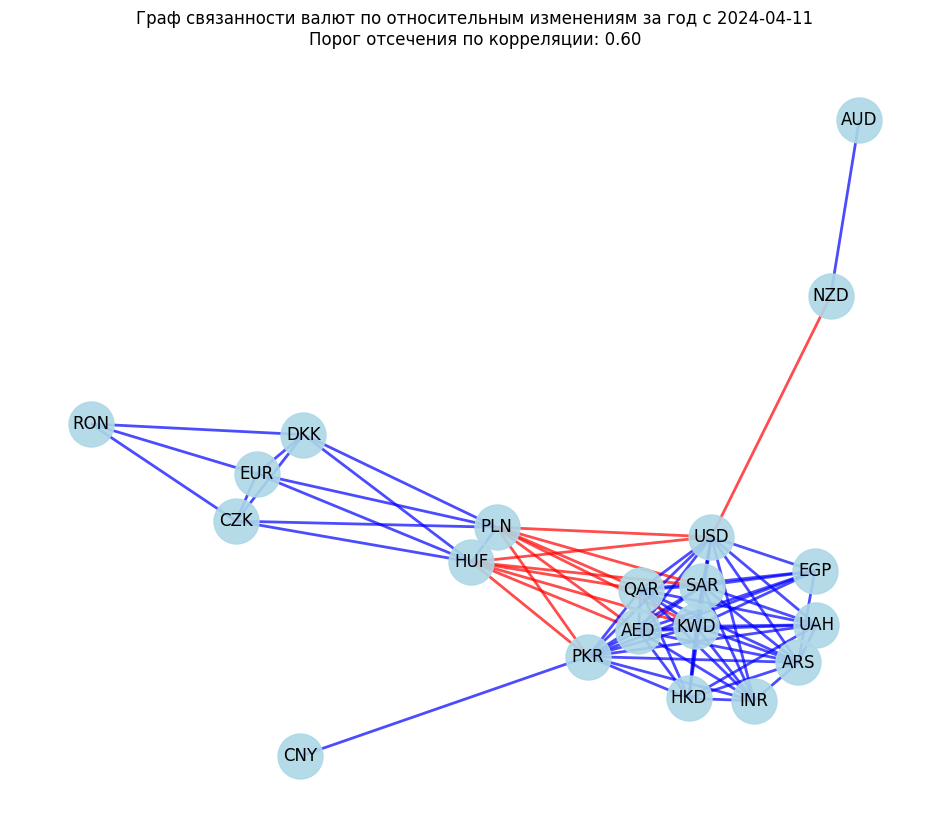 Граф связанности валют по относительным изменениям за год с 2024-04-11
Порог отсечения по корреляции: 0.60
AUD
NZD
RON
DKK
EUR
CZK
PLN
USD
HUF
EGP
SAR
QAR
UAH
KWD
AED
PKR
ARS
HKD
INR
CNY